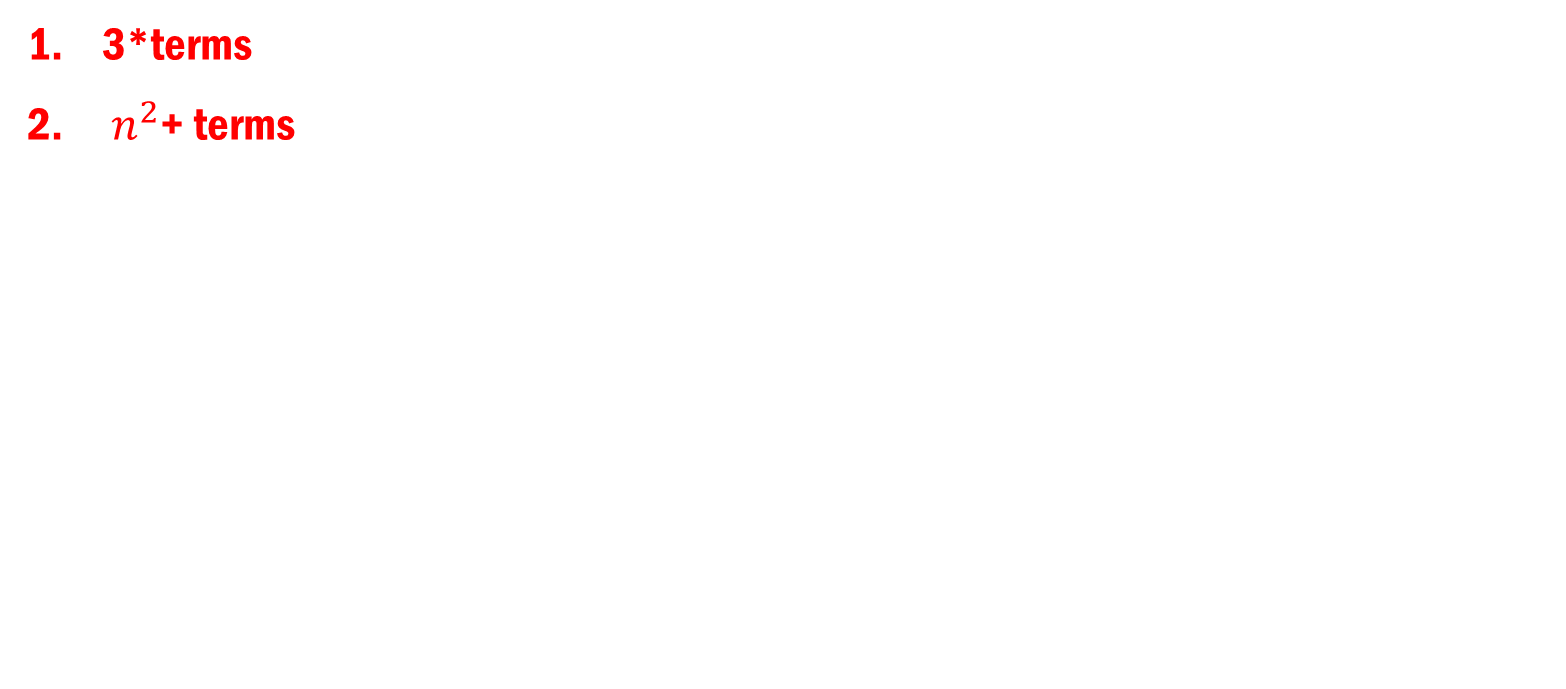 1. 3*terms
2. n²+ terms